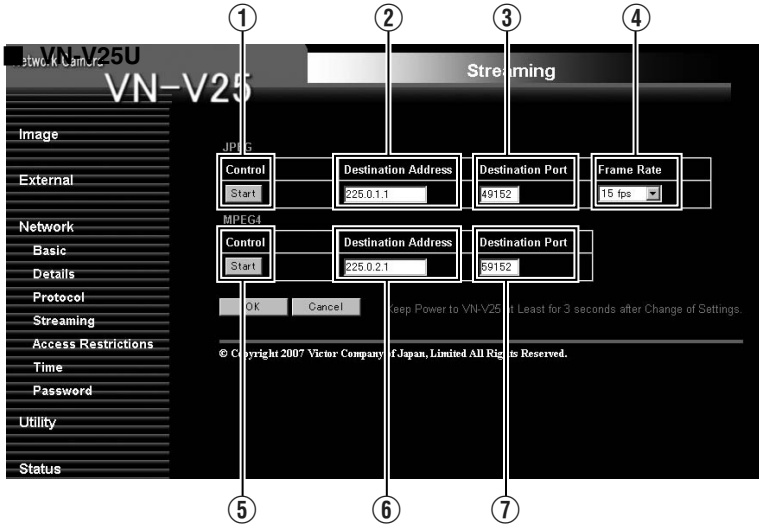 ① ② ③ ④
■ VN-V25U
Network Camera
VN-V25
Streaming
Image
External
Network
Basic
Details
Protocol
Streaming
Access Restrictions
Time
Password
Utility
Status
JPEG
Control Destination Address Destination Port Frame Rate
Start 225.0.1.1 49152 15 fps
MPEG4
Control Destination Address Destination Port
Start 225.0.2.1 59152
OK Cancel Keep Power to VN-V25 at Least for 3 seconds after Change of Settings.
© Copyright 2007 Victor Company of Japan, Limited All Rights Reserved.
⑤ ⑥ ⑦